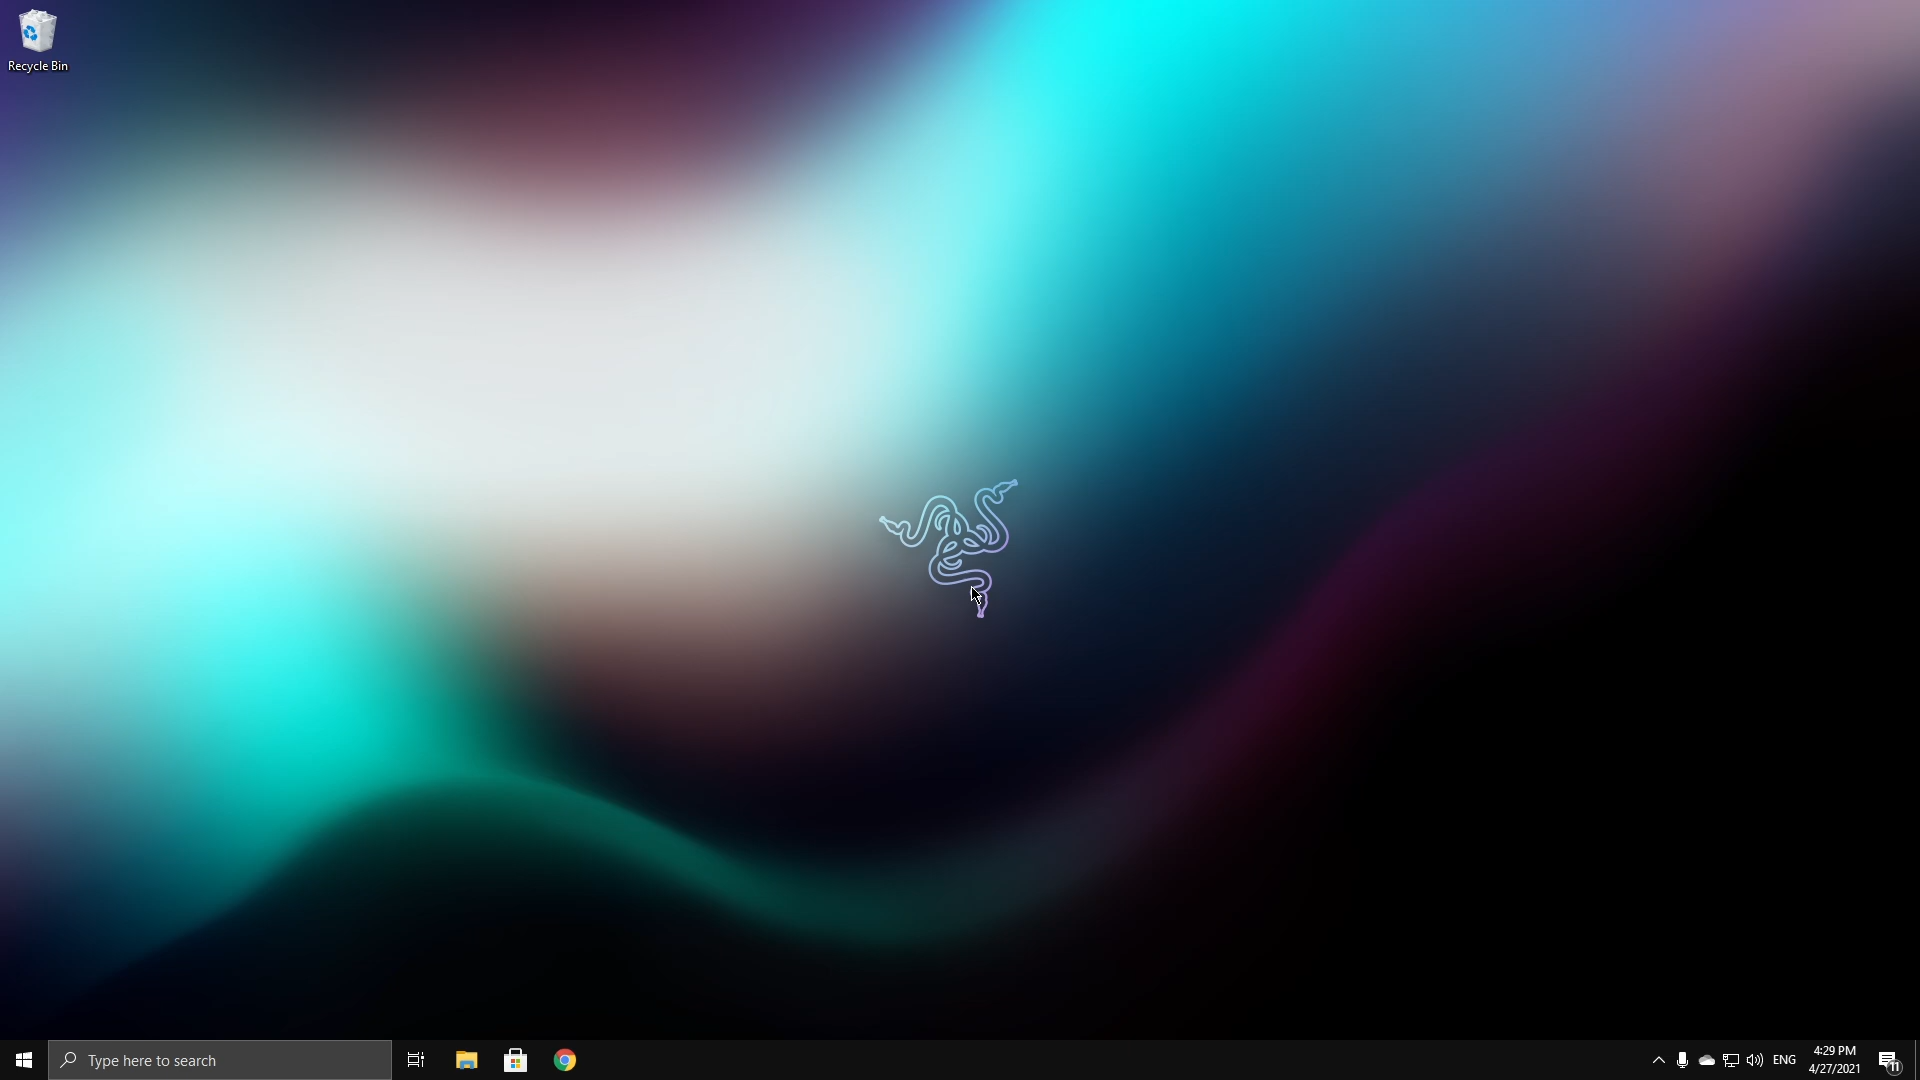 Recycle Bin
Type here to search
ENG
4:29 PM
4/27/2021
11